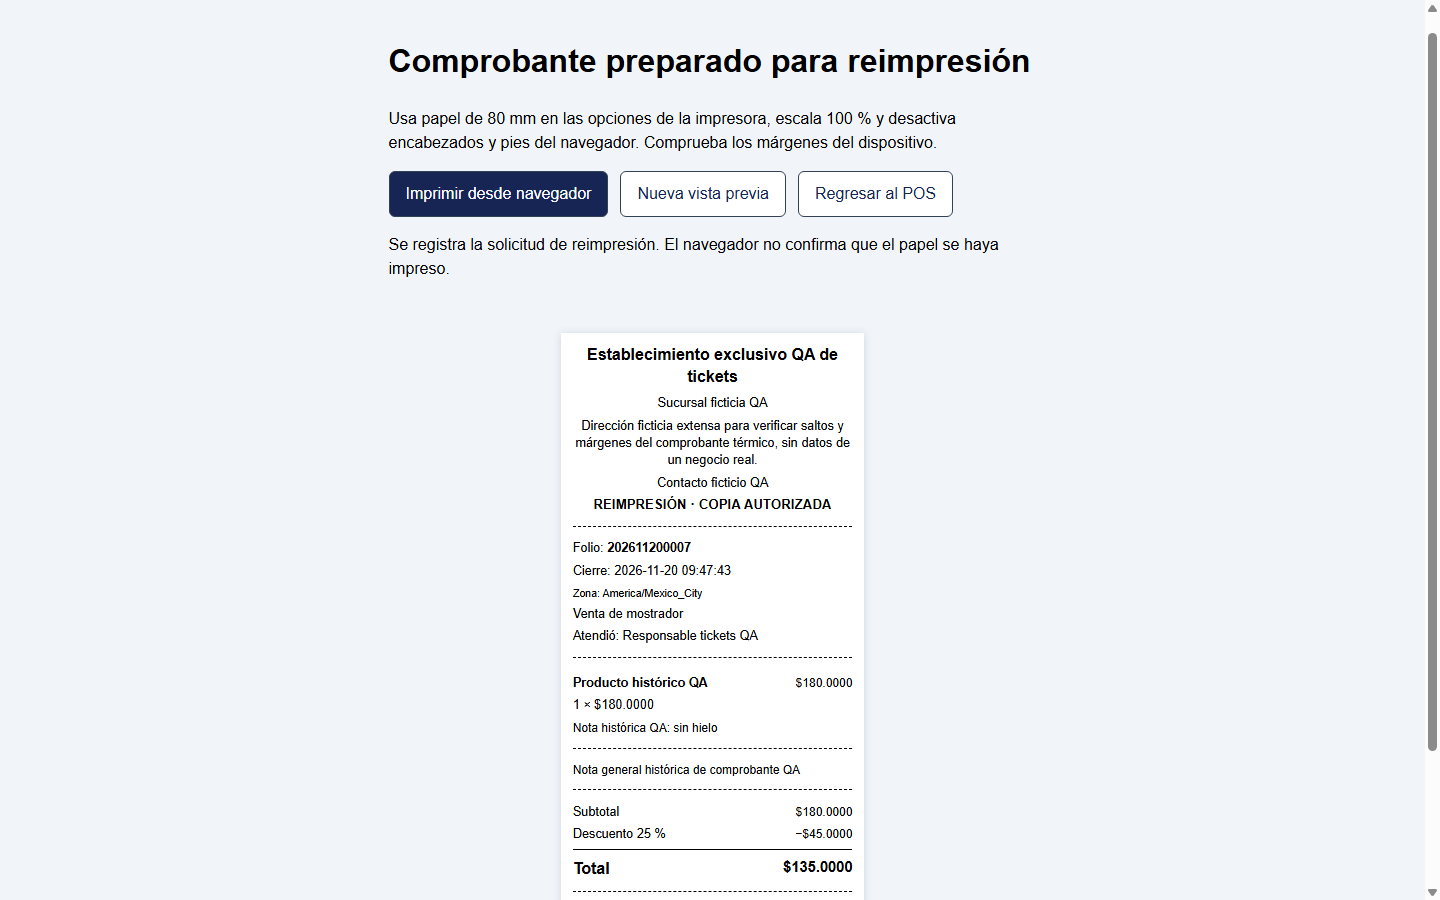 Comprobante preparado para reimpresión
Usa papel de 80 mm en las opciones de la impresora, escala 100 % y desactiva
encabezados y pies del navegador. Comprueba los márgenes del dispositivo.
Imprimir desde navegador
Nueva vista previa
Regresar al POS
Se registra la solicitud de reimpresión. El navegador no confirma que el papel se haya
impreso.
Establecimiento exclusivo QA de
tickets
Sucursal ficticia QA
Dirección ficticia extensa para verificar saltos y
márgenes del comprobante térmico, sin datos de
un negocio real.
Contacto ficticio QA
REIMPRESIÓN · COPIA AUTORIZADA
Folio: 202611200007
Cierre: 2026-11-20 09:47:43
Zona: America/Mexico_City
Venta de mostrador
Atendió: Responsable tickets QA
Producto histórico QA $180.0000
1 × $180.0000
Nota histórica QA: sin hielo
Nota general histórica de comprobante QA
Subtotal $180.0000
Descuento 25 % −$45.0000
Total $135.0000